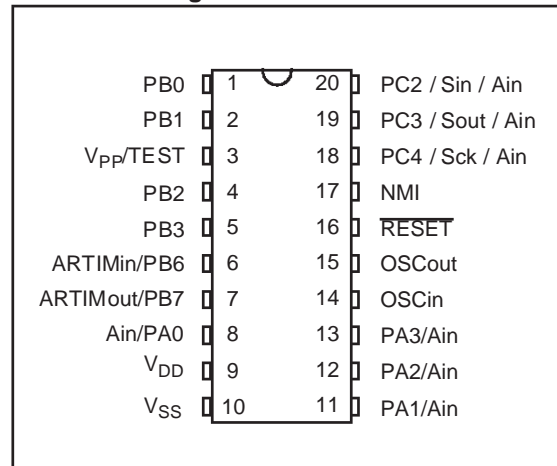 PB0 1 20 PC2 / Sin / Ain
PB1 2 19 PC3 / Sout / Ain
VPP/TEST 3 18 PC4 / Sck / Ain
PB2 4 17 NMI
PB3 5 16 RESET
ARTIMin/PB6 6 15 OSCout
ARTIMout/PB7 7 14 OSCin
Ain/PA0 8 13 PA3/Ain
VDD 9 12 PA2/Ain
VSS 10 11 PA1/Ain